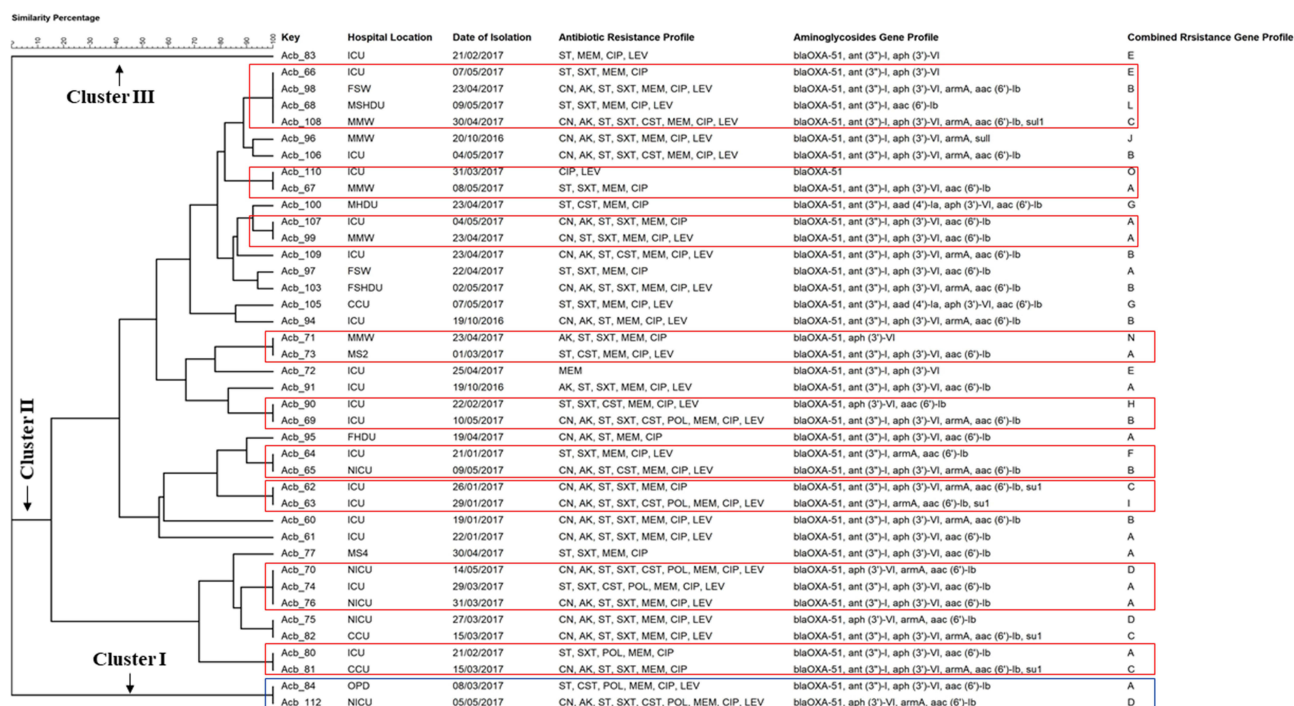 Similarity Percentage
10 20 30 40 50 60 70 80 90 100
Key Hospital Location Date of Isolation Antibiotic Resistance Profile Aminoglycosides Gene Profile Combined Rrsistance Gene Profile
Acb_83 ICU 21/02/2017 ST, MEM, CIP, LEV blaOXA-51, ant (3")-I, aph (3')-VI E
Acb_66 ICU 07/05/2017 ST, SXT, MEM, CIP blaOXA-51, ant (3")-I, aph (3')-VI E
Cluster III
Acb_98 FSW 23/04/2017 CN, AK, ST, SXT, MEM, CIP, LEV blaOXA-51, ant (3")-I, aph (3')-VI, armA, aac (6')-Ib B
Acb_68 MSHDU 09/05/2017 ST, SXT, MEM, CIP, LEV blaOXA-51, ant (3")-I, aac (6')-Ib L
Acb_108 MMW 30/04/2017 CN, AK, ST, SXT, CST, MEM, CIP, LEV blaOXA-51, ant (3")-I, aph (3')-VI, armA, aac (6')-Ib, sul1 C
Acb_96 MMW 20/10/2016 CN, AK, ST, SXT, MEM, CIP, LEV blaOXA-51, ant (3")-I, aph (3')-VI, armA, sull J
Acb_106 ICU 04/05/2017 CN, AK, ST, SXT, CST, MEM, CIP, LEV blaOXA-51, ant (3")-I, aph (3')-VI, armA, aac (6')-Ib B
Acb_110 ICU 31/03/2017 CIP, LEV blaOXA-51 O
Acb_67 MMW 08/05/2017 ST, SXT, MEM, CIP blaOXA-51, ant (3")-I, aph (3')-VI, aac (6')-Ib A
Acb_100 MHDU 23/04/2017 ST, CST, MEM, CIP blaOXA-51, ant (3")-I, aad (4')-Ia, aph (3')-VI, aac (6')-Ib G
Acb_107 ICU 04/05/2017 CN, AK, ST, SXT, MEM, CIP blaOXA-51, ant (3")-I, aph (3')-VI, aac (6')-Ib A
Acb_99 MMW 23/04/2017 CN, ST, SXT, MEM, CIP, LEV blaOXA-51, ant (3")-I, aph (3')-VI, aac (6')-Ib A
Acb_109 ICU 23/04/2017 CN, AK, ST, CST, MEM, CIP, LEV blaOXA-51, ant (3")-I, aph (3')-VI, armA, aac (6')-Ib B
Acb_97 FSW 22/04/2017 ST, SXT, MEM, CIP blaOXA-51, ant (3")-I, aph (3')-VI, aac (6')-Ib A
Acb_103 FSHDU 02/05/2017 CN, AK, ST, SXT, MEM, CIP, LEV blaOXA-51, ant (3")-I, aph (3')-VI, armA, aac (6')-Ib B
Acb_105 CCU 07/05/2017 ST, SXT, MEM, CIP, LEV blaOXA-51, ant (3")-I, aad (4')-Ia, aph (3')-VI, aac (6')-Ib G
Acb_94 ICU 19/10/2016 CN, AK, ST, MEM, CIP, LEV blaOXA-51, ant (3")-I, aph (3')-VI, armA, aac (6')-Ib B
Acb_71 MMW 23/04/2017 AK, ST, SXT, MEM, CIP blaOXA-51, aph (3')-VI N
Acb_73 MS2 01/03/2017 ST, CST, MEM, CIP, LEV blaOXA-51, ant (3")-I, aph (3')-VI, aac (6')-Ib A
Acb_72 ICU 25/04/2017 MEM blaOXA-51, ant (3")-I, aph (3')-VI E
Acb_91 ICU 19/10/2016 AK, ST, SXT, MEM, CIP, LEV blaOXA-51, ant (3")-I, aph (3')-VI, aac (6')-Ib A
Acb_90 ICU 22/02/2017 ST, SXT, CST, MEM, CIP, LEV blaOXA-51, aph (3')-VI, aac (6')-Ib H
Acb_69 ICU 10/05/2017 CN, AK, ST, SXT, CST, POL, MEM, CIP, LEV blaOXA-51, ant (3")-I, aph (3')-VI, armA, aac (6')-Ib B
Cluster II
Acb_95 FHDU 19/04/2017 CN, AK, ST, MEM, CIP blaOXA-51, ant (3")-I, aph (3')-VI, aac (6')-Ib A
Acb_64 ICU 21/01/2017 ST, SXT, MEM, CIP, LEV blaOXA-51, ant (3")-I, armA, aac (6')-Ib F
Acb_65 NICU 09/05/2017 CN, AK, ST, CST, MEM, CIP, LEV blaOXA-51, ant (3")-I, aph (3')-VI, armA, aac (6')-Ib B
Acb_62 ICU 26/01/2017 CN, AK, ST, SXT, MEM, CIP blaOXA-51, ant (3")-I, aph (3')-VI, armA, aac (6')-Ib, su1 C
Acb_63 ICU 29/01/2017 CN, AK, ST, SXT, CST, POL, MEM, CIP, LEV blaOXA-51, ant (3")-I, armA, aac (6')-Ib, su1 I
Acb_60 ICU 19/01/2017 CN, AK, ST, SXT, MEM, CIP, LEV blaOXA-51, ant (3")-I, aph (3')-VI, armA, aac (6')-Ib B
Acb_61 ICU 22/01/2017 CN, AK, ST, SXT, MEM, CIP, LEV blaOXA-51, ant (3")-I, aph (3')-VI, aac (6')-Ib A
Acb_77 MS4 30/04/2017 ST, SXT, MEM, CIP blaOXA-51, ant (3")-I, aph (3')-VI, aac (6')-Ib A
Acb_70 NICU 14/05/2017 CN, AK, ST, SXT, CST, POL, MEM, CIP, LEV blaOXA-51, aph (3')-VI, armA, aac (6')-Ib D
Acb_74 ICU 29/03/2017 ST, SXT, CST, POL, MEM, CIP, LEV blaOXA-51, ant (3")-I, aph (3')-VI, aac (6')-Ib A
Acb_76 NICU 31/03/2017 CN, AK, ST, SXT, MEM, CIP, LEV blaOXA-51, ant (3")-I, aph (3')-VI, aac (6')-Ib A
Acb_75 NICU 27/03/2017 CN, AK, ST, SXT, MEM, CIP, LEV blaOXA-51, aph (3')-VI, armA, aac (6')-Ib D
Acb_82 CCU 15/03/2017 CN, AK, ST, SXT, MEM, CIP, LEV blaOXA-51, ant (3")-I, aph (3')-VI, armA, aac (6')-Ib, su1 C
Cluster I
Acb_80 ICU 21/02/2017 ST, SXT, POL, MEM, CIP blaOXA-51, ant (3")-I, aph (3')-VI, aac (6')-Ib A
Acb_81 CCU 15/03/2017 CN, AK, ST, SXT, MEM, CIP blaOXA-51, ant (3")-I, aph (3')-VI, armA, aac (6')-Ib, su1 C
Acb_84 OPD 08/03/2017 ST, CST, POL, MEM, CIP, LEV blaOXA-51, ant (3")-I, aph (3')-VI, aac (6')-Ib A
Acb_112 NICU 05/05/2017 CN, AK, ST, SXT, CST, POL, MEM, CIP, LEV blaOXA-51, aph (3')-VI, armA, aac (6')-Ib D